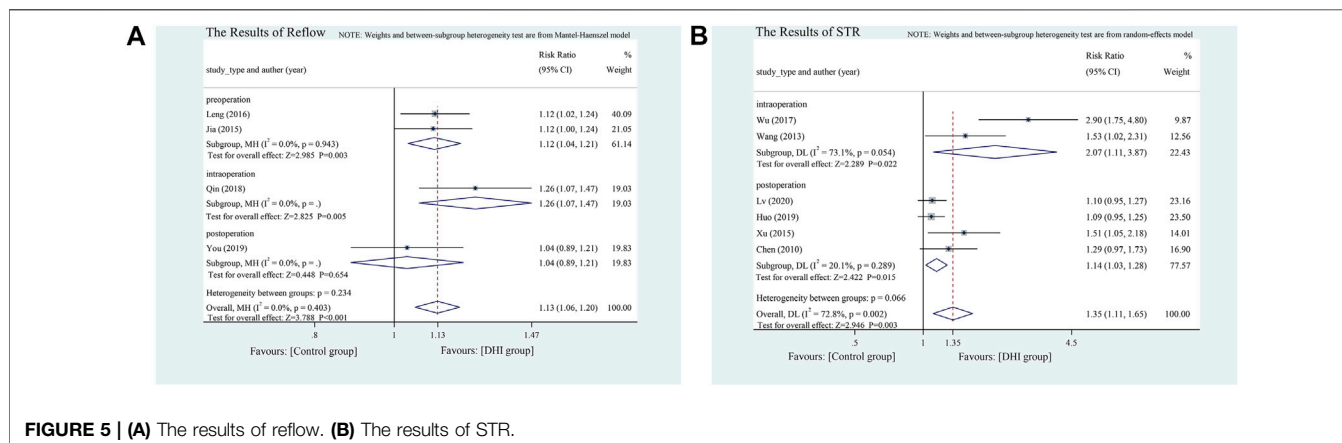 A
The Results of Reflow NOTE: Weights and between-subgroup heterogeneity test are from Mantel-Haenszel model
Risk Ratio %
study_type and auther (year) (95% CI) Weight
preoperation
Leng (2016) 1.12 (1.02, 1.24) 40.09
Jia (2015) 1.12 (1.00, 1.24) 21.05
Subgroup, MH (I² = 0.0%, p = 0.943) 1.12 (1.04, 1.21) 61.14
Test for overall effect: Z=2.985 P=0.003
intraoperation
Qin (2018) 1.26 (1.07, 1.47) 19.03
Subgroup, MH (I² = 0.0%, p = .) 1.26 (1.07, 1.47) 19.03
Test for overall effect: Z=2.825 P=0.005
postoperation
You (2019) 1.04 (0.89, 1.21) 19.83
Subgroup, MH (I² = 0.0%, p = .) 1.04 (0.89, 1.21) 19.83
Test for overall effect: Z=0.448 P=0.654
Heterogeneity between groups: p = 0.234
Overall, MH (I² = 0.0%, p = 0.403) 1.13 (1.06, 1.20) 100.00
Test for overall effect: Z=3.788 P<0.001
.8 1 1.13 1.47
Favours: [Control group] Favours: [DHI group]
B
The Results of STR NOTE: Weights and between-subgroup heterogeneity test are from random-effects model
Risk Ratio %
study_type and auther (year) (95% CI) Weight
intraoperation
Wu (2017) 2.90 (1.75, 4.80) 9.87
Wang (2013) 1.53 (1.02, 2.31) 12.56
Subgroup, DL (I² = 73.1%, p = 0.054) 2.07 (1.11, 3.87) 22.43
Test for overall effect: Z=2.289 P=0.022
postoperation
Lv (2020) 1.10 (0.95, 1.27) 23.16
Huo (2019) 1.09 (0.95, 1.25) 23.50
Xu (2015) 1.51 (1.05, 2.18) 14.01
Chen (2010) 1.29 (0.97, 1.73) 16.90
Subgroup, DL (I² = 20.1%, p = 0.289) 1.14 (1.03, 1.28) 77.57
Test for overall effect: Z=2.422 P=0.015
Heterogeneity between groups: p = 0.066
Overall, DL (I² = 72.8%, p = 0.002) 1.35 (1.11, 1.65) 100.00
Test for overall effect: Z=2.946 P=0.003
.5 1 1.35 4.5
Favours: [Control group] Favours: [DHI group]
FIGURE 5 | (A) The results of reflow. (B) The results of STR.